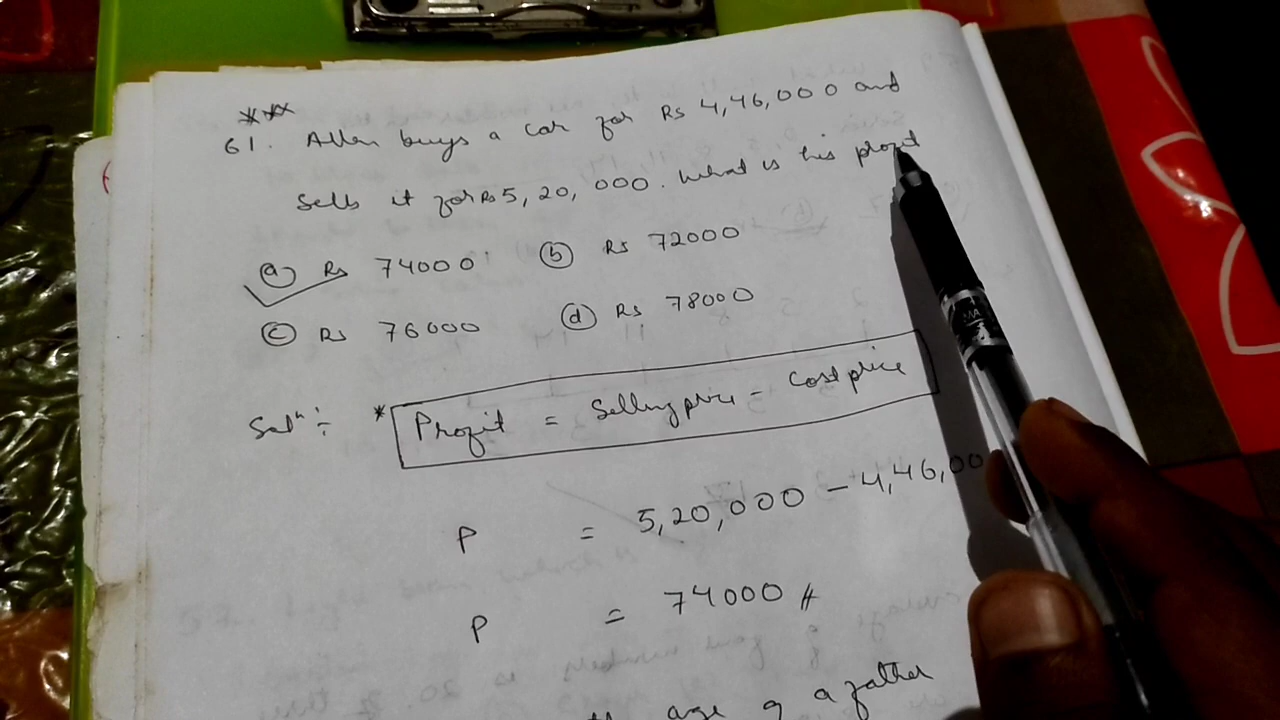 ***
61. Allen buys a car for Rs 4,46,000 and
sells it for Rs 5,20,000. What is his profit
(a) Rs 74000 (b) Rs 72000
(c) Rs 76000 (d) Rs 78000
Solⁿ :- * Profit = Selling price - Cost price
P = 5,20,000 - 4,46,00
P = 74000 //
age of a father